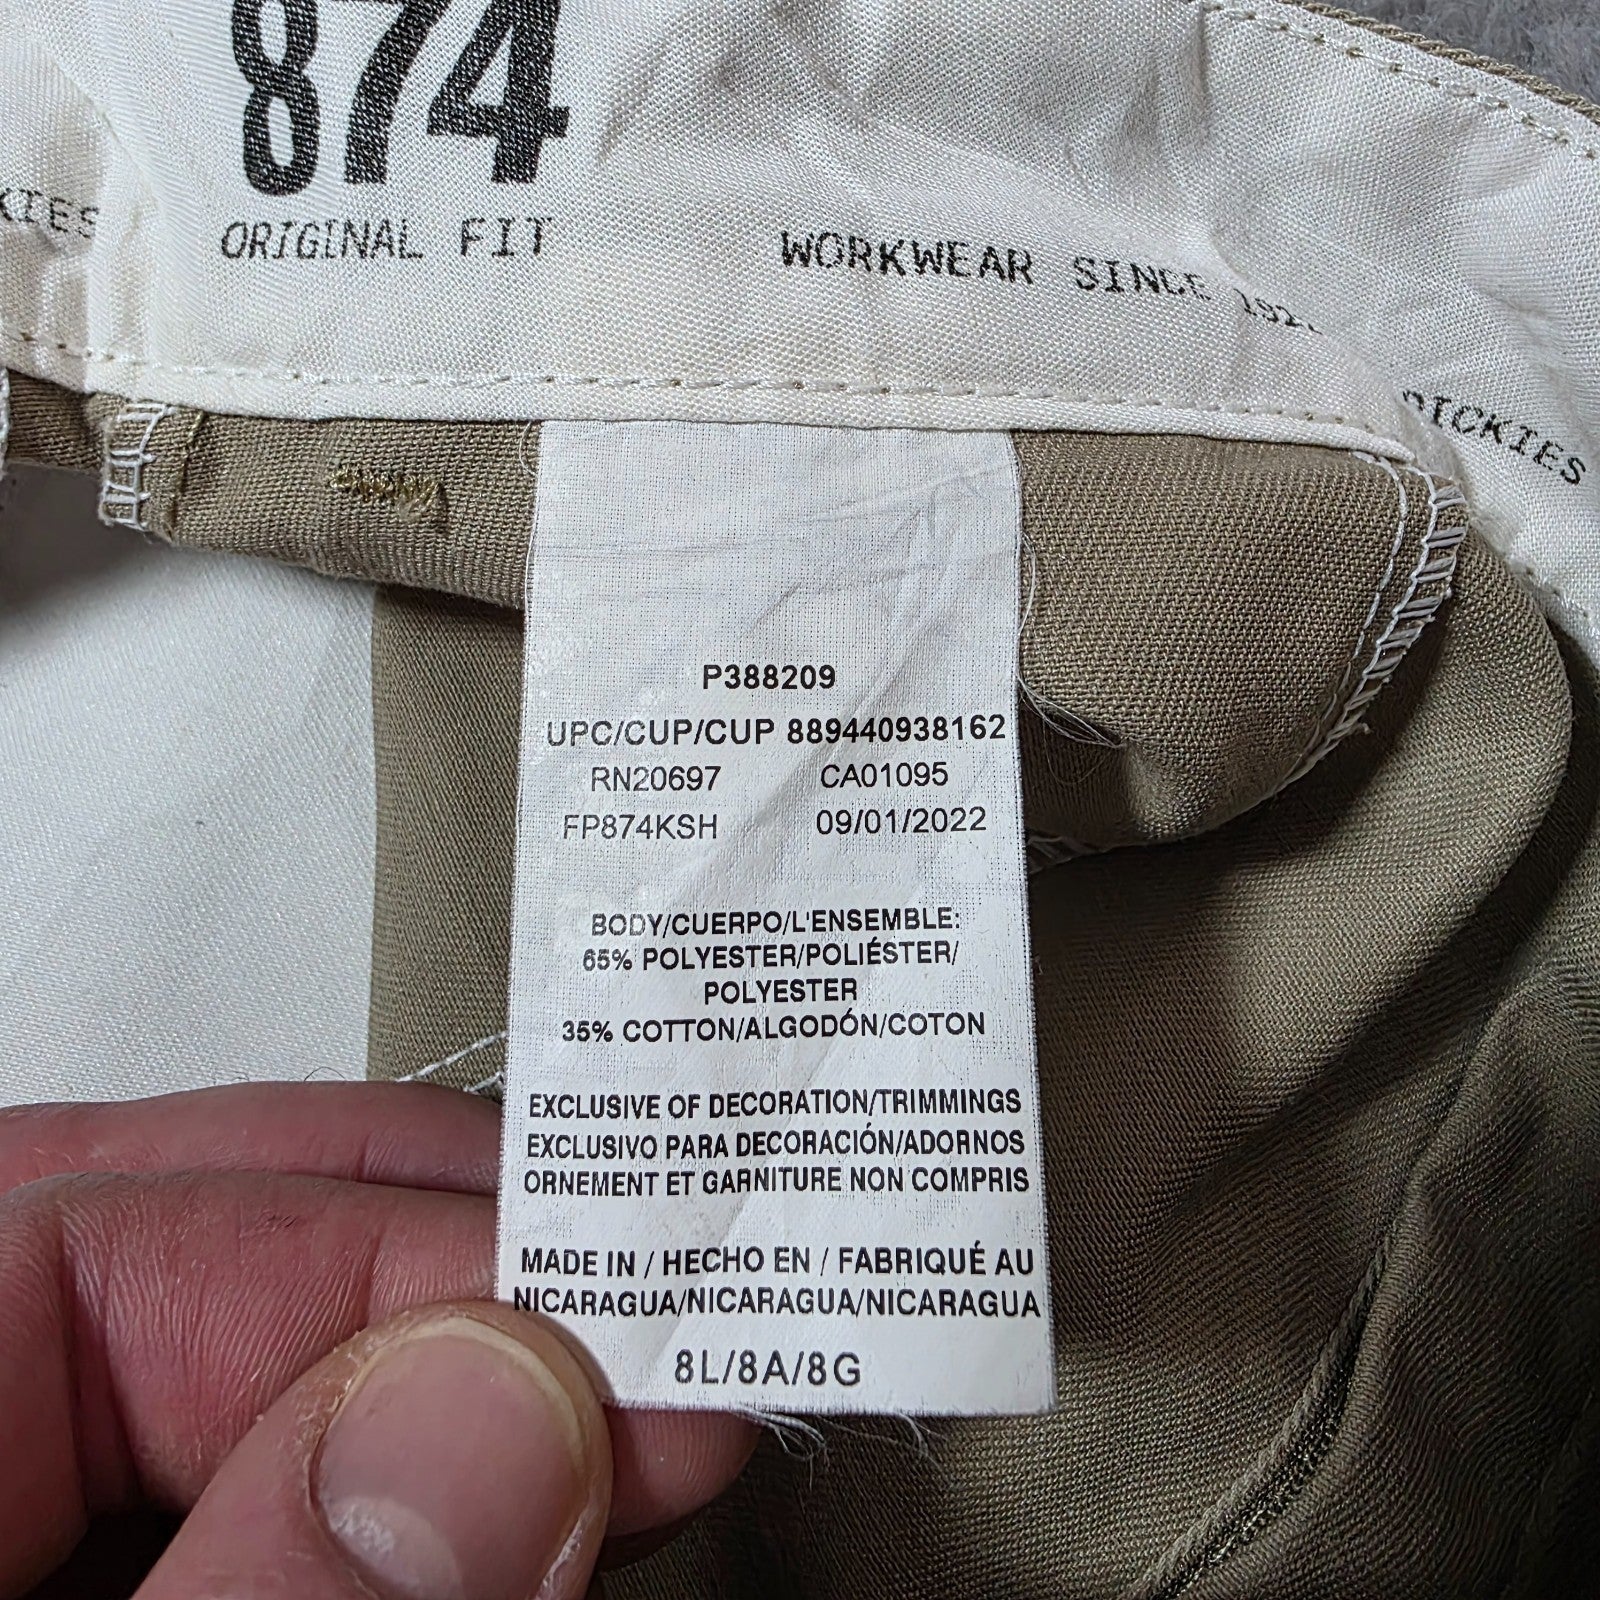 874
ORIGINAL FIT
WORKWEAR SINCE
DICKIES
P388209
UPC/CUP/CUP 889440938162
RN20697 CA01095
FP874KSH 09/01/2022
BODY/CUERPO/L'ENSEMBLE:
65% POLYESTER/POLIÉSTER/
POLYESTER
35% COTTON/ALGODÓN/COTON
EXCLUSIVE OF DECORATION/TRIMMINGS
EXCLUSIVO PARA DECORACIÓN/ADORNOS
ORNEMENT ET GARNITURE NON COMPRIS
MADE IN / HECHO EN / FABRIQUÉ AU
NICARAGUA/NICARAGUA/NICARAGUA
8L/8A/8G